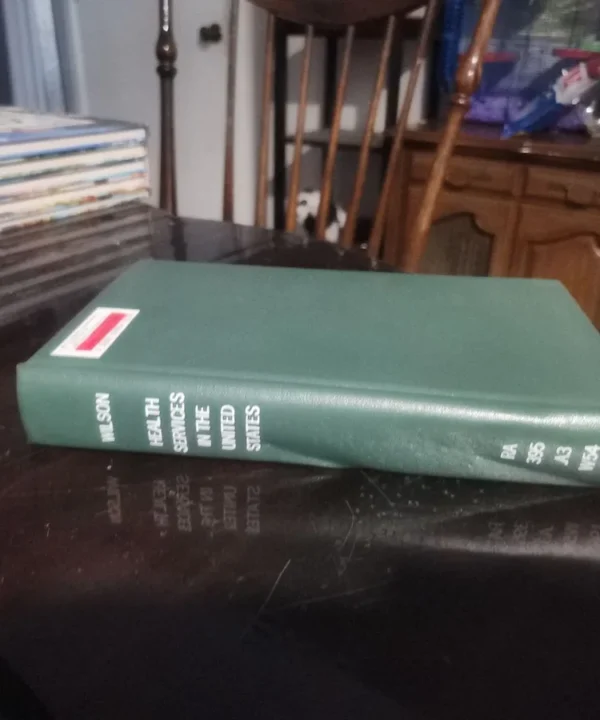 WILSON
HEALTH
SERVICES
IN THE
UNITED
STATES
RA
395
.A3
W54